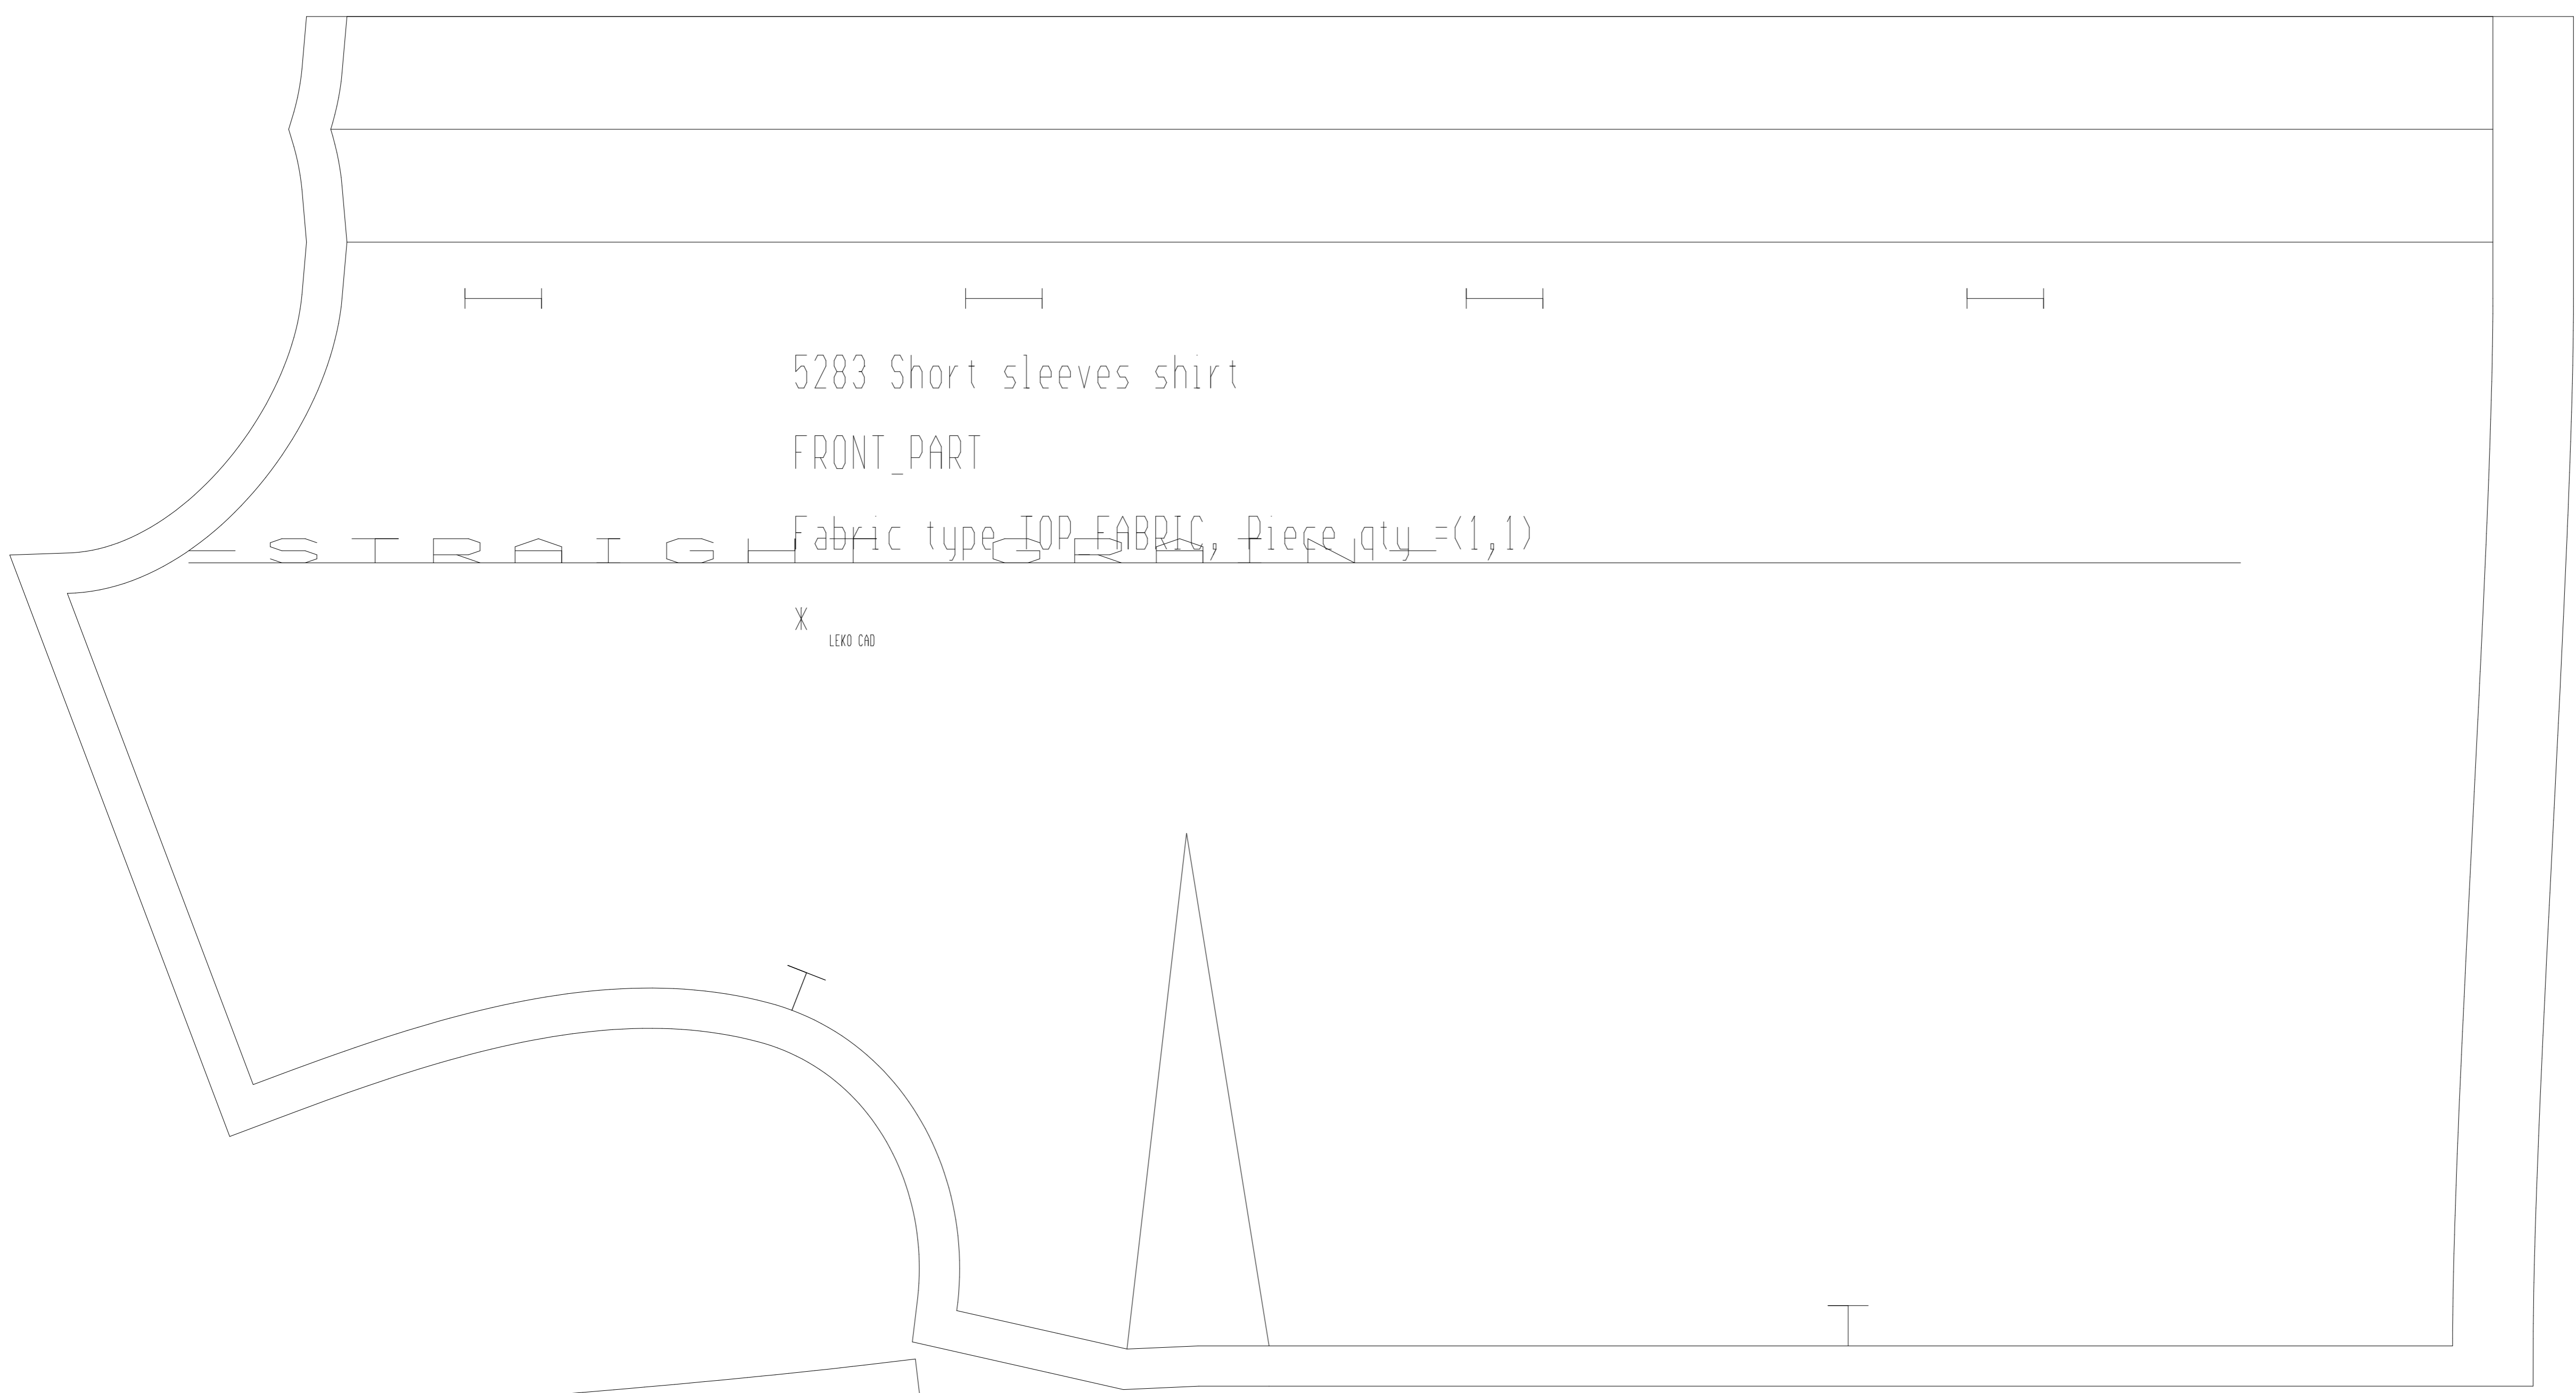 5283 Short sleeves shirt
FRONT_PART
Fabric type TOP FABRIC, Piece qty =(1,1)
- STRAIGHT GRAIN -
*
LEKO CAD